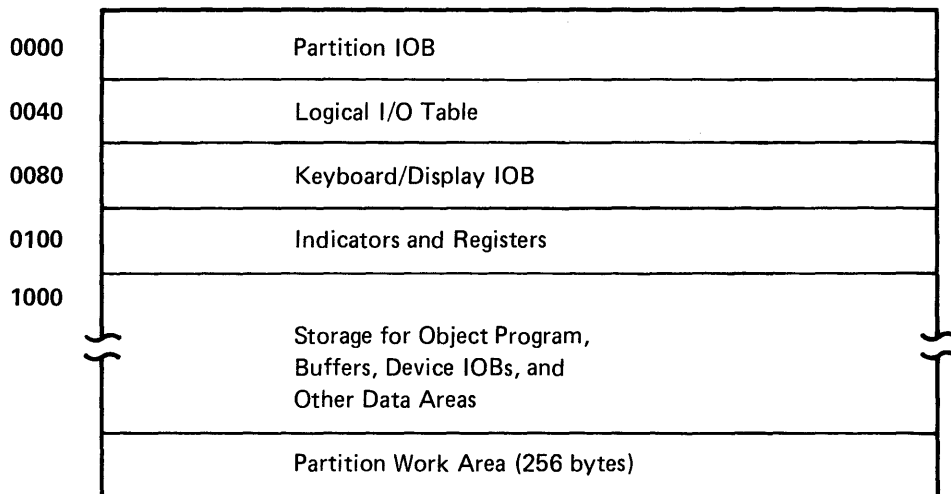 0000 Partition IOB
0040 Logical I/O Table
0080 Keyboard/Display IOB
0100 Indicators and Registers
1000
Storage for Object Program,
Buffers, Device IOBs, and
Other Data Areas
Partition Work Area (256 bytes)